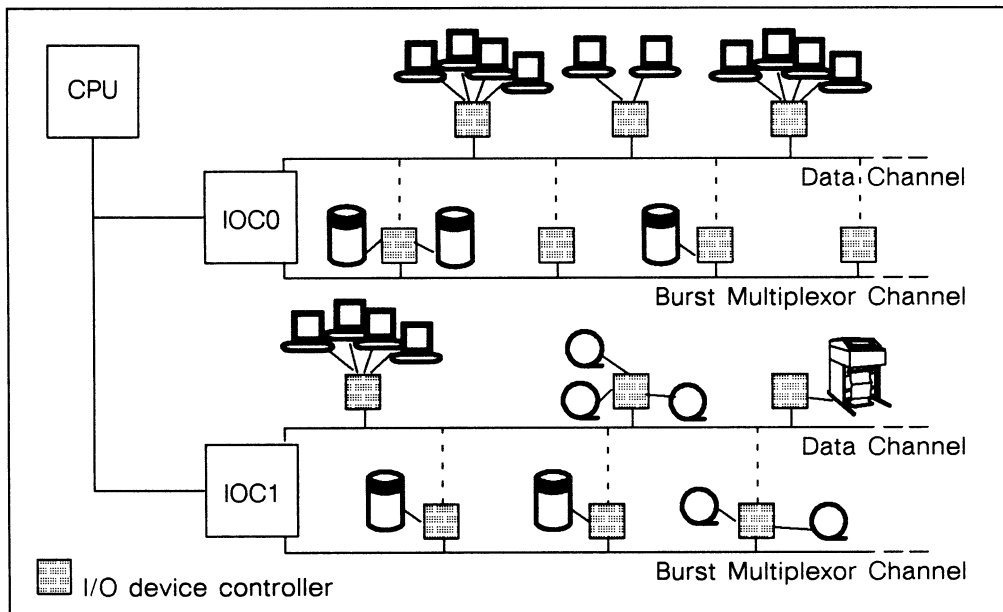 CPU
IOC0
Data Channel
Burst Multiplexor Channel
IOC1
Data Channel
Burst Multiplexor Channel
I/O device controller